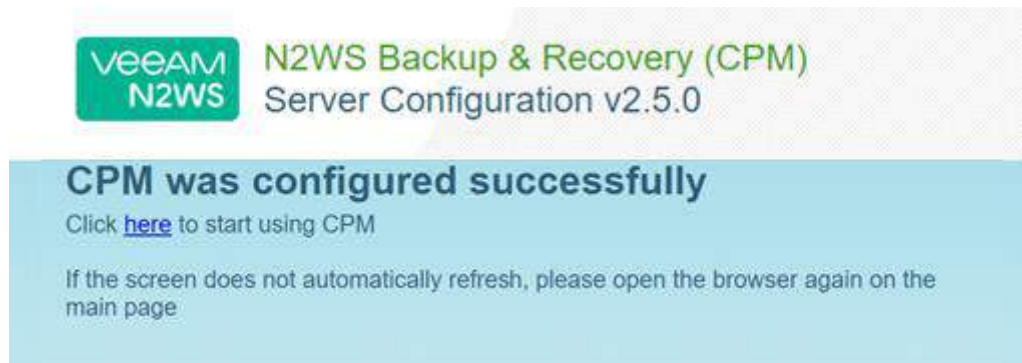 veeam
N2WS
N2WS Backup & Recovery (CPM)
Server Configuration v2.5.0
CPM was configured successfully
Click here to start using CPM
If the screen does not automatically refresh, please open the browser again on the
main page